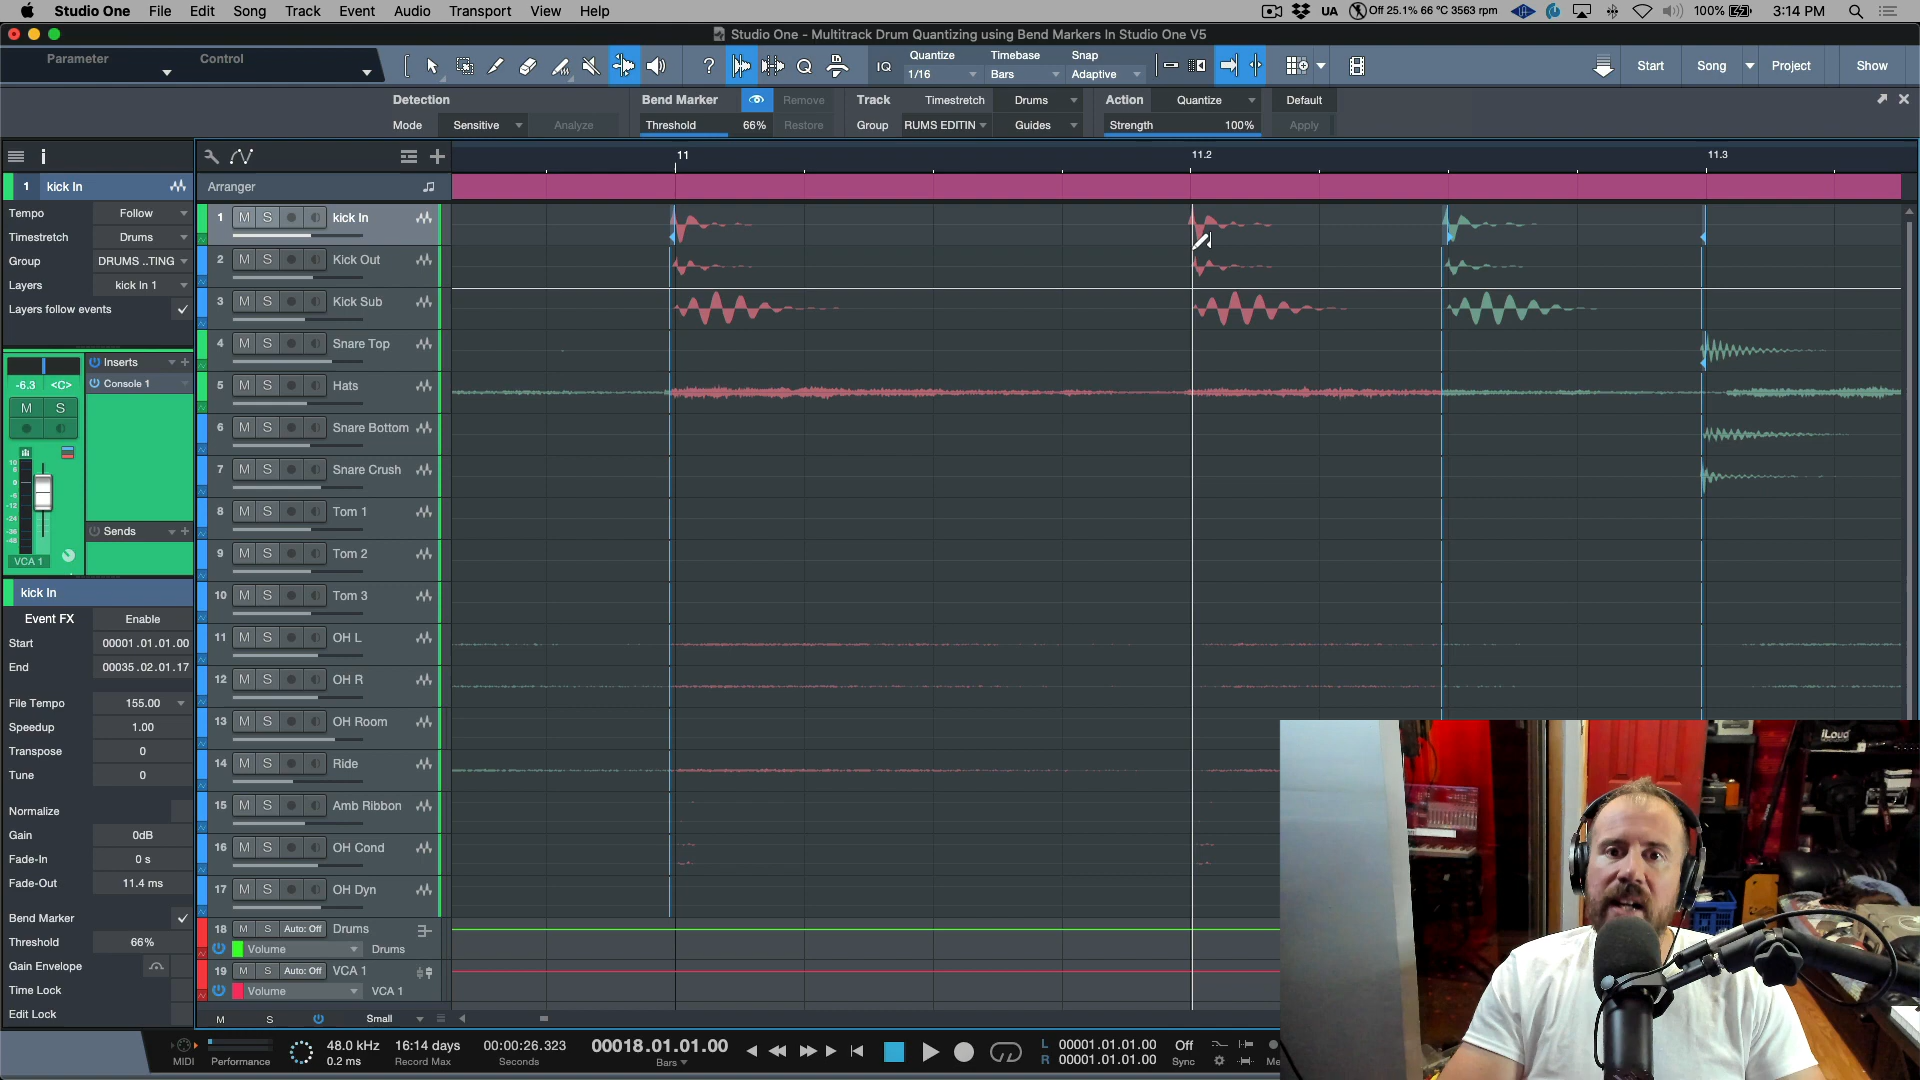 Studio One File Edit Song Track Event Audio Transport View Help
UA Off 25.1% 66 °C 3563 rpm 100% 3:14 PM
Studio One - Multitrack Drum Quantizing using Bend Markers In Studio One V5
Parameter Control
? IQ Quantize 1/16 Timebase Bars Snap Adaptive
Start Song Project Show
Detection Bend Marker Remove Track Timestretch Drums Action Quantize Default
Mode Sensitive Analyze Threshold 66% Restore Group RUMS EDITIN Guides Strength 100% Apply
i
11 11.2 11.3
1 kick In
Arranger
Tempo Follow
Timestretch Drums
Group DRUMS ..TING
Layers kick In 1
Layers follow events
1 M S kick In
2 M S Kick Out
3 M S Kick Sub
4 M S Snare Top
5 M S Hats
6 M S Snare Bottom
7 M S Snare Crush
8 M S Tom 1
9 M S Tom 2
10 M S Tom 3
11 M S OH L
12 M S OH R
13 M S OH Room
14 M S Ride
15 M S Amb Ribbon
16 M S OH Cond
17 M S OH Dyn
18 M S Auto: Off Drums
Volume Drums
19 M S Auto: Off VCA 1
Volume VCA 1
Inserts
-6.3 <C> Console 1
M S
Sends
VCA 1
kick In
Event FX Enable
Start 00001.01.01.00
End 00035.02.01.17
File Tempo 155.00
Speedup 1.00
Transpose 0
Tune 0
Normalize
Gain 0dB
Fade-In 0 s
Fade-Out 11.4 ms
Bend Marker
Threshold 66%
Gain Envelope
Time Lock
Edit Lock
M S Small
MIDI Performance
48.0 kHz
0.2 ms
16:14 days
Record Max
00:00:26.323
Seconds
00018.01.01.00
Bars
L 00001.01.01.00
R 00001.01.01.00
Off
Sync
iLoud